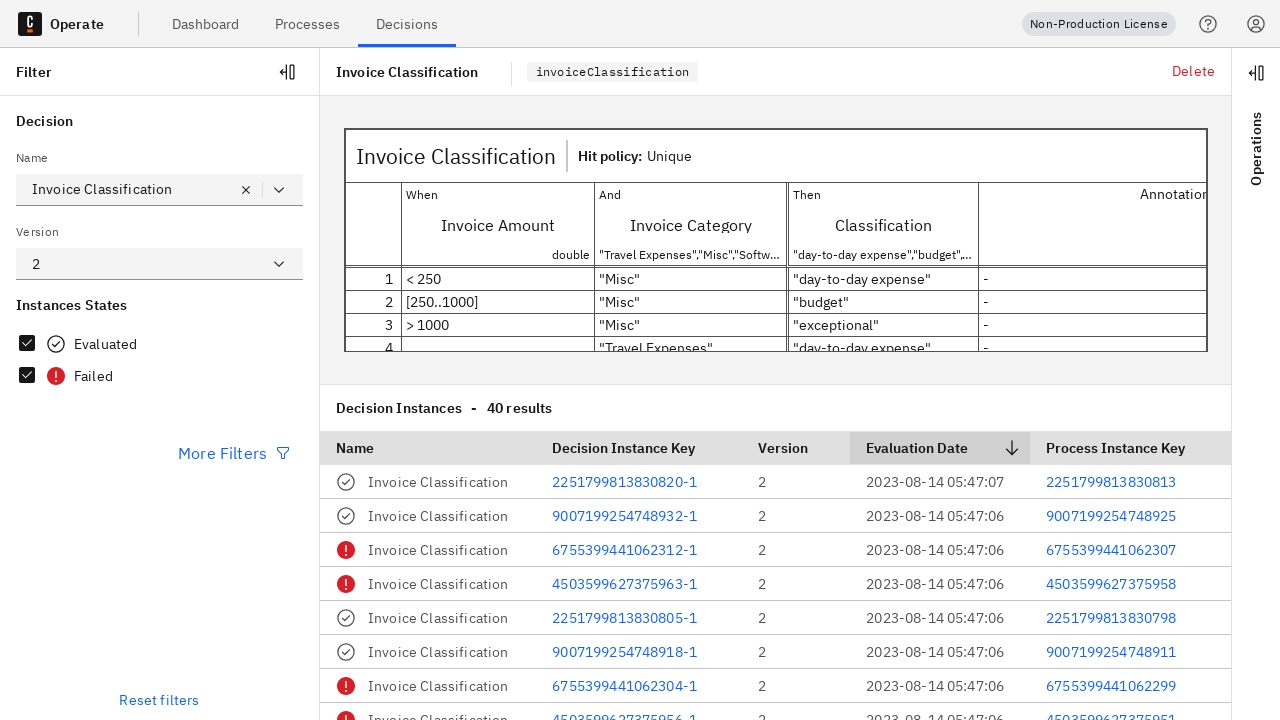 Operate Dashboard Processes Decisions Non-Production License
Filter
Decision
Name
Invoice Classification
Version
2
Instances States
Evaluated
Failed
More Filters
Reset filters
Invoice Classification invoiceClassification Delete
Invoice Classification Hit policy: Unique
When And Then Annotation
Invoice Amount Invoice Category Classification
double "Travel Expenses","Misc","Softw... "day-to-day expense","budget",...
1 < 250 "Misc" "day-to-day expense" -
2 [250..1000] "Misc" "budget" -
3 > 1000 "Misc" "exceptional" -
4 "Travel Expenses" "day-to-day expense" -
Decision Instances - 40 results
Name Decision Instance Key Version Evaluation Date Process Instance Key
Invoice Classification 2251799813830820-1 2 2023-08-14 05:47:07 2251799813830813
Invoice Classification 9007199254748932-1 2 2023-08-14 05:47:06 9007199254748925
Invoice Classification 6755399441062312-1 2 2023-08-14 05:47:06 6755399441062307
Invoice Classification 4503599627375963-1 2 2023-08-14 05:47:06 4503599627375958
Invoice Classification 2251799813830805-1 2 2023-08-14 05:47:06 2251799813830798
Invoice Classification 9007199254748918-1 2 2023-08-14 05:47:06 9007199254748911
Invoice Classification 6755399441062304-1 2 2023-08-14 05:47:06 6755399441062299
Invoice Classification 4503599627375956-1 2 2023-08-14 05:47:06 4503599627375951
Operations